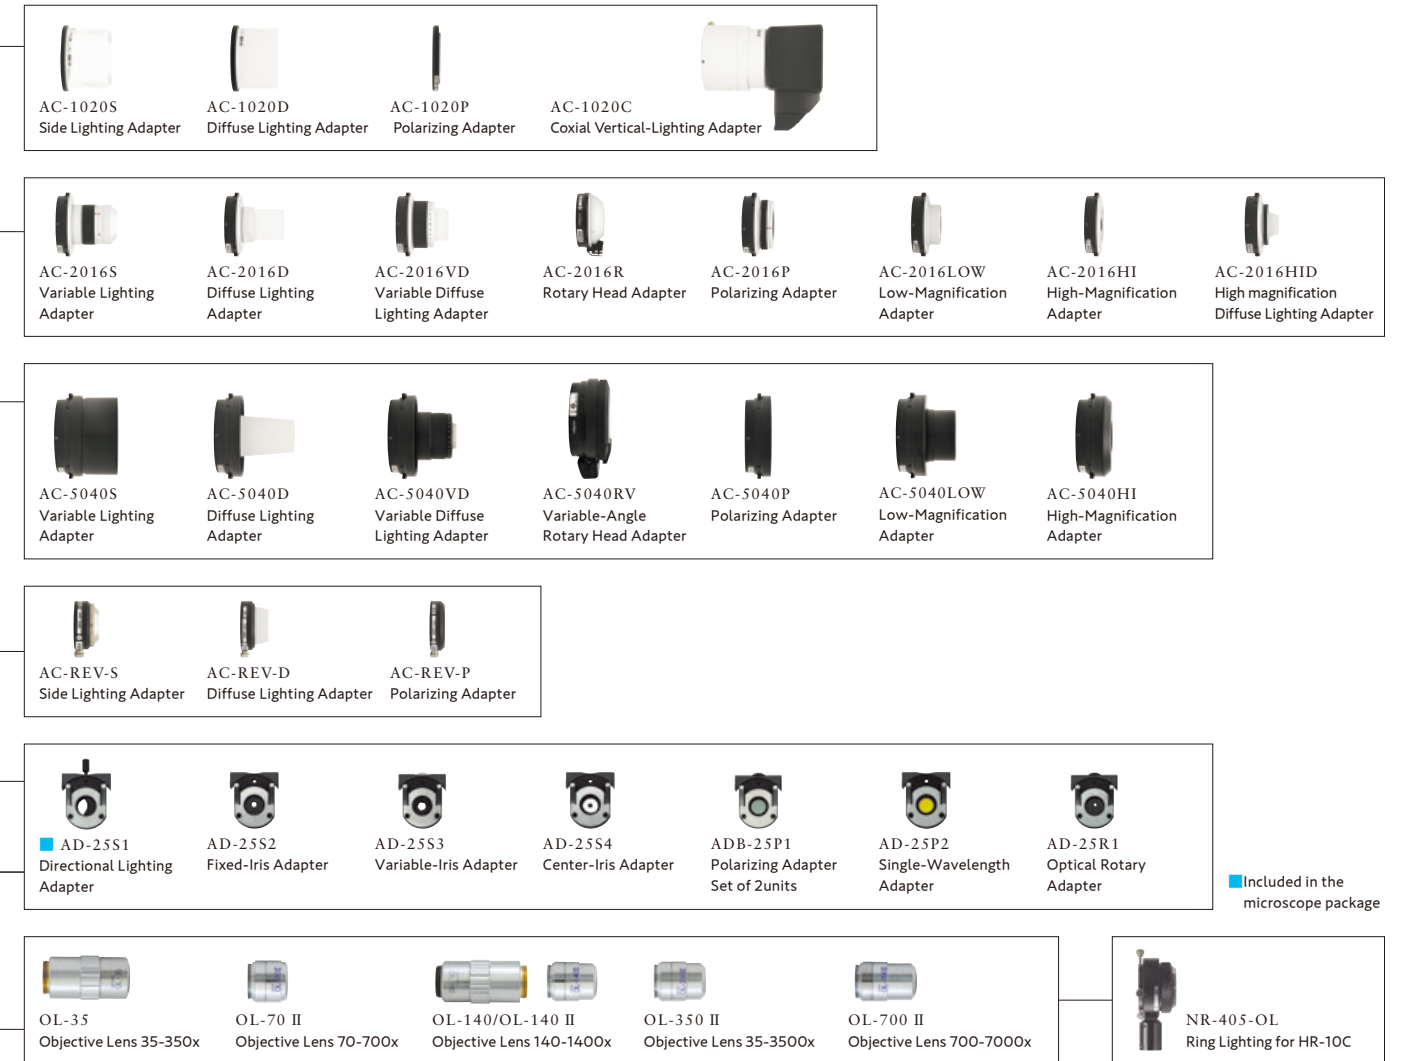 AC-1020S
Side Lighting Adapter
AC-1020D
Diffuse Lighting Adapter
AC-1020P
Polarizing Adapter
AC-1020C
Coxial Vertical-Lighting Adapter
AC-2016S
Variable Lighting
Adapter
AC-2016D
Diffuse Lighting
Adapter
AC-2016VD
Variable Diffuse
Lighting Adapter
AC-2016R
Rotary Head Adapter
AC-2016P
Polarizing Adapter
AC-2016LOW
Low-Magnification
Adapter
AC-2016HI
High-Magnification
Adapter
AC-2016HID
High magnification
Diffuse Lighting Adapter
AC-5040S
Variable Lighting
Adapter
AC-5040D
Diffuse Lighting
Adapter
AC-5040VD
Variable Diffuse
Lighting Adapter
AC-5040RV
Variable-Angle
Rotary Head Adapter
AC-5040P
Polarizing Adapter
AC-5040LOW
Low-Magnification
Adapter
AC-5040HI
High-Magnification
Adapter
AC-REV-S
Side Lighting Adapter
AC-REV-D
Diffuse Lighting Adapter
AC-REV-P
Polarizing Adapter
AD-25S1
Directional Lighting
Adapter
AD-25S2
Fixed-Iris Adapter
AD-25S3
Variable-Iris Adapter
AD-25S4
Center-Iris Adapter
ADB-25P1
Polarizing Adapter
Set of 2units
AD-25P2
Single-Wavelength
Adapter
AD-25R1
Optical Rotary
Adapter
Included in the
microscope package
OL-35
Objective Lens 35-350x
OL-70 II
Objective Lens 70-700x
OL-140/OL-140 II
Objective Lens 140-1400x
OL-350 II
Objective Lens 35-3500x
OL-700 II
Objective Lens 700-7000x
NR-405-OL
Ring Lighting for HR-10C